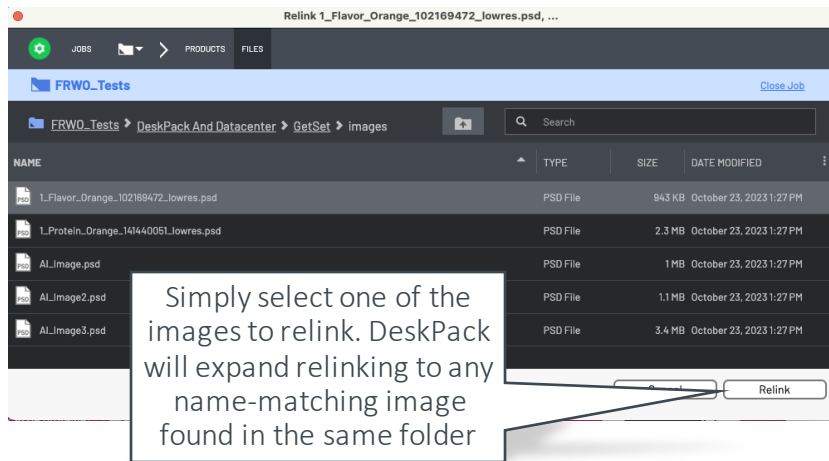 Relink 1_Flavor_Orange_102169472_lowres.psd, ...
JOBS PRODUCTS FILES
FRWO_Tests Close Job
FRWO_Tests > DeskPack And Datacenter > GetSet > images Search
NAME TYPE SIZE DATE MODIFIED
PSD 1_Flavor_Orange_102169472_lowres.psd PSD File 943 KB October 23, 2023 1:27 PM
PSD 1_Protein_Orange_141440051_lowres.psd PSD File 2.3 MB October 23, 2023 1:27 PM
PSD AI_Image.psd PSD File 1 MB October 23, 2023 1:27 PM
PSD AI_Image2.psd PSD File 1.1 MB October 23, 2023 1:27 PM
PSD AI_Image3.psd PSD File 3.4 MB October 23, 2023 1:27 PM
Simply select one of the
images to relink. DeskPack
will expand relinking to any
name-matching image
found in the same folder
Relink